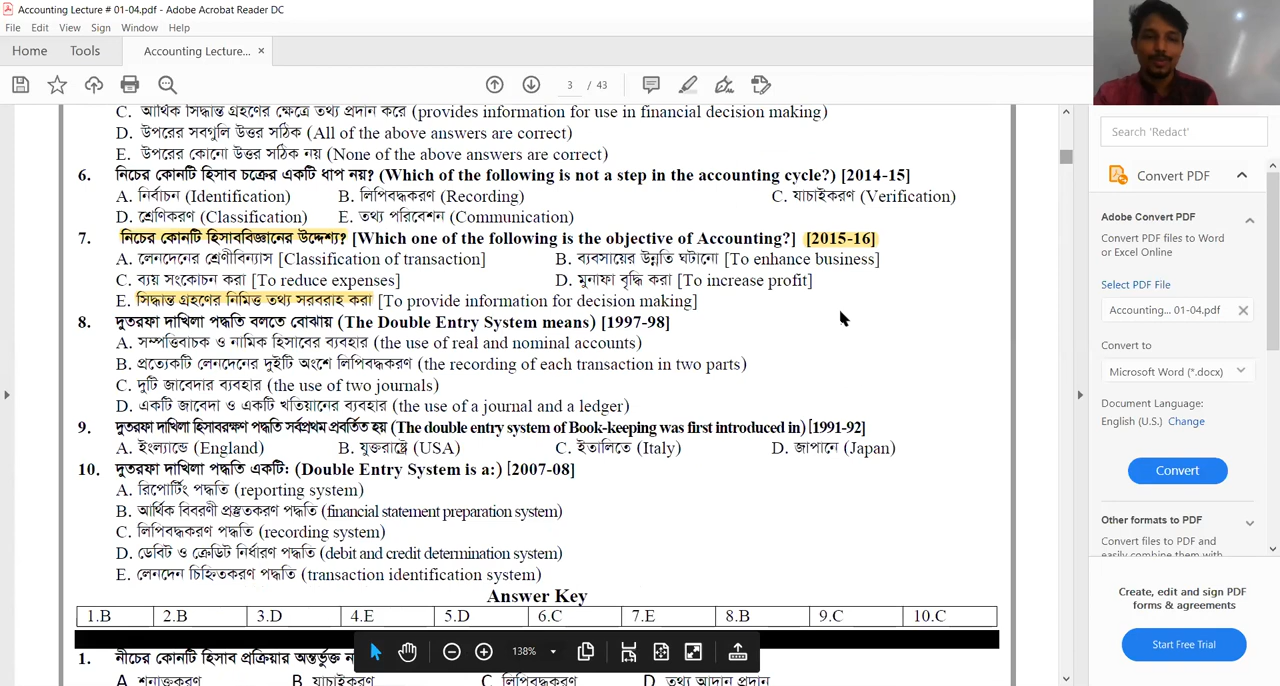 Accounting Lecture # 01-04.pdf - Adobe Acrobat Reader DC
File Edit View Sign Window Help
Home Tools Accounting Lecture... ×
3 / 43
C. আর্থিক সিদ্ধান্ত গ্রহণের ক্ষেত্রে তথ্য প্রদান করে (provides information for use in financial decision making)
D. উপরের সবগুলি উত্তর সঠিক (All of the above answers are correct)
E. উপরের কোনো উত্তর সঠিক নয় (None of the above answers are correct)
6. নিচের কোনটি হিসাব চক্রের একটি ধাপ নয়? (Which of the following is not a step in the accounting cycle?) [2014-15]
A. নির্বাচন (Identification) B. লিপিবদ্ধকরণ (Recording) C. যাচাইকরণ (Verification)
D. শ্রেণিকরণ (Classification) E. তথ্য পরিবেশন (Communication)
7. নিচের কোনটি হিসাববিজ্ঞানের উদ্দেশ্য? [Which one of the following is the objective of Accounting?] [2015-16]
A. লেনদেনের শ্রেণীবিন্যাস [Classification of transaction] B. ব্যবসায়ের উন্নতি ঘটানো [To enhance business]
C. ব্যয় সংকোচন করা [To reduce expenses] D. মুনাফা বৃদ্ধি করা [To increase profit]
E. সিদ্ধান্ত গ্রহণের নিমিত্ত তথ্য সরবরাহ করা [To provide information for decision making]
8. দুতরফা দাখিলা পদ্ধতি বলতে বোঝায় (The Double Entry System means) [1997-98]
A. সম্পত্তিবাচক ও নামিক হিসাবের ব্যবহার (the use of real and nominal accounts)
B. প্রত্যেকটি লেনদেনের দুইটি অংশে লিপিবদ্ধকরণ (the recording of each transaction in two parts)
C. দুটি জাবেদার ব্যবহার (the use of two journals)
D. একটি জাবেদা ও একটি খতিয়ানের ব্যবহার (the use of a journal and a ledger)
9. দুতরফা দাখিলা হিসাবরক্ষণ পদ্ধতি সর্বপ্রথম প্রবর্তিত হয় (The double entry system of Book-keeping was first introduced in) [1991-92]
A. ইংল্যান্ডে (England) B. যুক্তরাষ্ট্রে (USA) C. ইতালিতে (Italy) D. জাপানে (Japan)
10. দুতরফা দাখিলা পদ্ধতি একটি: (Double Entry System is a:) [2007-08]
A. রিপোর্টিং পদ্ধতি (reporting system)
B. আর্থিক বিবরণী প্রস্তুতকরণ পদ্ধতি (financial statement preparation system)
C. লিপিবদ্ধকরণ পদ্ধতি (recording system)
D. ডেবিট ও ক্রেডিট নির্ধারণ পদ্ধতি (debit and credit determination system)
E. লেনদেন চিহ্নিতকরণ পদ্ধতি (transaction identification system)
Answer Key
1.B 2.B 3.D 4.E 5.D 6.C 7.E 8.B 9.C 10.C
1. নীচের কোনটি হিসাব প্রক্রিয়ার অন্তর্ভুক্ত
A. শনাক্তকরণ B. যাচাইকরণ C. লিপিবদ্ধকরণ D. তথ্য আদান প্রদান
138%
Search 'Redact'
Convert PDF
Adobe Convert PDF
Convert PDF files to Word
or Excel Online
Select PDF File
Accounting... 01-04.pdf ×
Convert to
Microsoft Word (*.docx)
Document Language:
English (U.S.) Change
Convert
Other formats to PDF
Convert files to PDF and
easily combine them with
Create, edit and sign PDF
forms & agreements
Start Free Trial